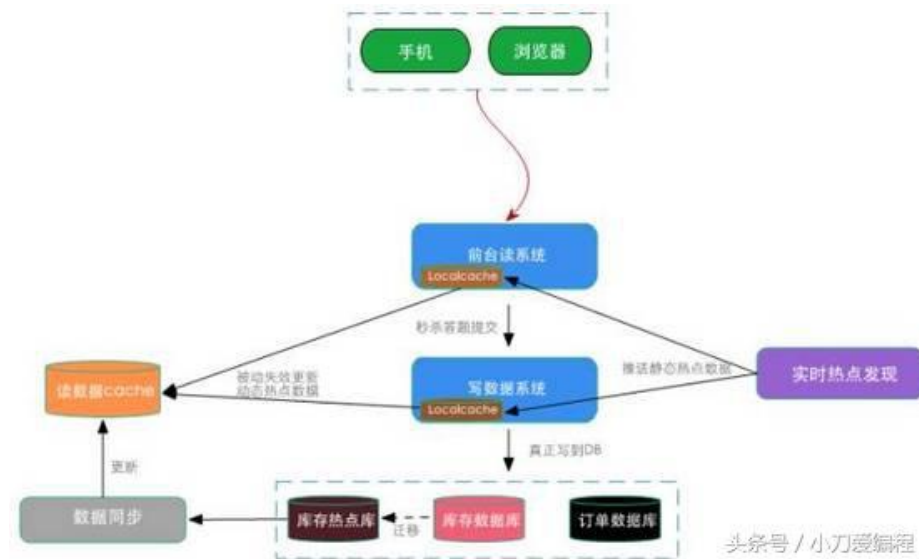 手机
浏览器
前台读系统
Localcache
秒杀答题提交
被动失效更新
动态热点数据
推送静态热点数据
实时热点发现
读数据cache
写数据系统
Localcache
真正写到DB
更新
数据同步
库存热点库
迁移
库存数据库
订单数据库
头条号 / 小刀爱编程